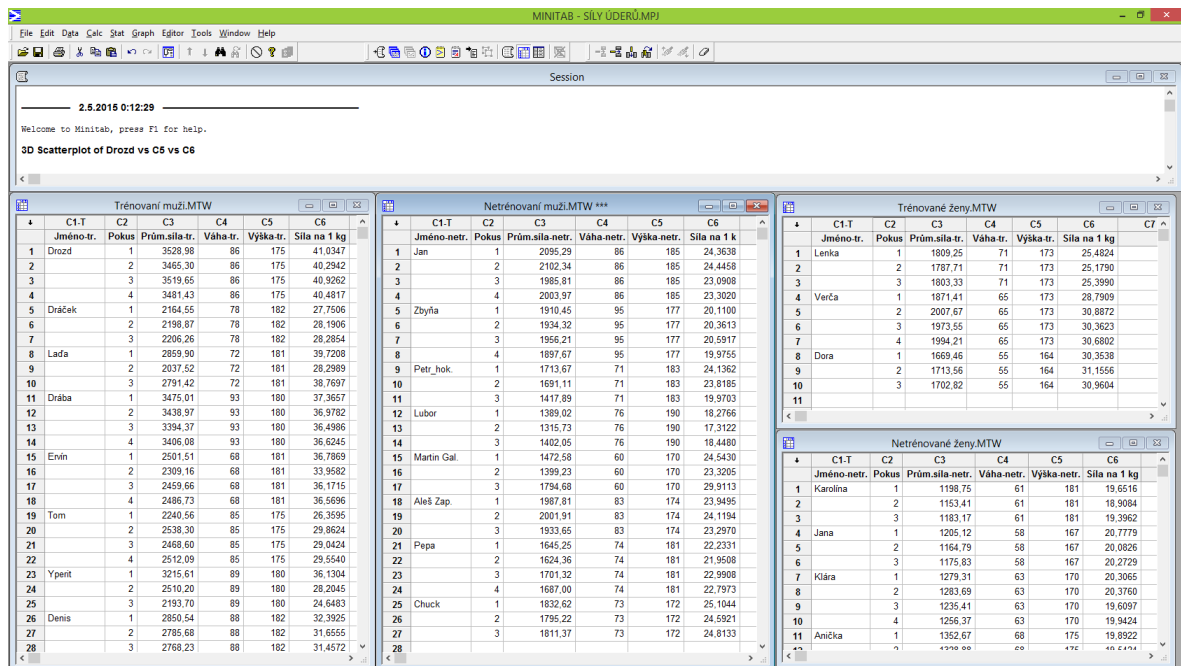 MINITAB - SÍLY ÚDERŮ.MPJ
File Edit Data Calc Stat Graph Editor Tools Window Help
Session
2.5.2015 0:12:29
Welcome to Minitab, press F1 for help.
3D Scatterplot of Drozd vs C5 vs C6
Trénovaní muži.MTW
C1-T C2 C3 C4 C5 C6
Jméno-tr. Pokus Prům.síla-tr. Váha-tr. Výška-tr. Síla na 1 kg
1 Drozd 1 3528,98 86 175 41,0347
2 2 3465,30 86 175 40,2942
3 3 3519,65 86 175 40,9262
4 4 3481,43 86 175 40,4817
5 Dráček 1 2164,55 78 182 27,7506
6 2 2198,87 78 182 28,1906
7 3 2206,26 78 182 28,2854
8 Laďa 1 2859,90 72 181 39,7208
9 2 2037,52 72 181 28,2989
10 3 2791,42 72 181 38,7697
11 Drába 1 3475,01 93 180 37,3657
12 2 3438,97 93 180 36,9782
13 3 3394,37 93 180 36,4986
14 4 3406,08 93 180 36,6245
15 Ervín 1 2501,51 68 181 36,7869
16 2 2309,16 68 181 33,9582
17 3 2459,66 68 181 36,1715
18 4 2486,73 68 181 36,5696
19 Tom 1 2240,56 85 175 26,3595
20 2 2538,30 85 175 29,8624
21 3 2468,60 85 175 29,0424
22 4 2512,09 85 175 29,5540
23 Yperit 1 3215,61 89 180 36,1304
24 2 2510,20 89 180 28,2045
25 3 2193,70 89 180 24,6483
26 Denis 1 2850,54 88 182 32,3925
27 2 2785,68 88 182 31,6555
28 3 2768,23 88 182 31,4572
Netrénovaní muži.MTW ***
C1-T C2 C3 C4 C5 C6
Jméno-netr. Pokus Prům.síla-netr. Váha-netr. Výška-netr. Síla na 1 k
1 Jan 1 2095,29 86 185 24,3638
2 2 2102,34 86 185 24,4458
3 3 1985,81 86 185 23,0908
4 4 2003,97 86 185 23,3020
5 Zbyňa 1 1910,45 95 177 20,1100
6 2 1934,32 95 177 20,3613
7 3 1956,21 95 177 20,5917
8 4 1897,67 95 177 19,9755
9 Petr_hok. 1 1713,67 71 183 24,1362
10 2 1691,11 71 183 23,8185
11 3 1417,89 71 183 19,9703
12 Lubor 1 1389,02 76 190 18,2766
13 2 1315,73 76 190 17,3122
14 3 1402,05 76 190 18,4480
15 Martin Gal. 1 1472,58 60 170 24,5430
16 2 1399,23 60 170 23,3205
17 3 1794,68 60 170 29,9113
18 Aleš Zap. 1 1987,81 83 174 23,9495
19 2 2001,91 83 174 24,1194
20 3 1933,65 83 174 23,2970
21 Pepa 1 1645,25 74 181 22,2331
22 2 1624,36 74 181 21,9508
23 3 1701,32 74 181 22,9908
24 4 1687,00 74 181 22,7973
25 Chuck 1 1832,62 73 172 25,1044
26 2 1795,22 73 172 24,5921
27 3 1811,37 73 172 24,8133
28
Trénované ženy.MTW
C1-T C2 C3 C4 C5 C6 C7
Jméno-tr. Pokus Prům.síla-tr. Váha-tr. Výška-tr. Síla na 1 kg
1 Lenka 1 1809,25 71 173 25,4824
2 2 1787,71 71 173 25,1790
3 3 1803,33 71 173 25,3990
4 Verča 1 1871,41 65 173 28,7909
5 2 2007,67 65 173 30,8872
6 3 1973,55 65 173 30,3623
7 4 1994,21 65 173 30,6802
8 Dora 1 1669,46 55 164 30,3538
9 2 1713,56 55 164 31,1556
10 3 1702,82 55 164 30,9604
11
Netrénované ženy.MTW
C1-T C2 C3 C4 C5 C6
Jméno-netr. Pokus Prům.síla-netr. Váha-netr. Výška-netr. Síla na 1 kg
1 Karolína 1 1198,75 61 181 19,6516
2 2 1153,41 61 181 18,9084
3 3 1183,17 61 181 19,3962
4 Jana 1 1205,12 58 167 20,7779
5 2 1164,79 58 167 20,0826
6 3 1175,83 58 167 20,2729
7 Klára 1 1279,31 63 170 20,3065
8 2 1283,69 63 170 20,3760
9 3 1235,41 63 170 19,6097
10 4 1256,37 63 170 19,9424
11 Anička 1 1352,67 68 175 19,8922